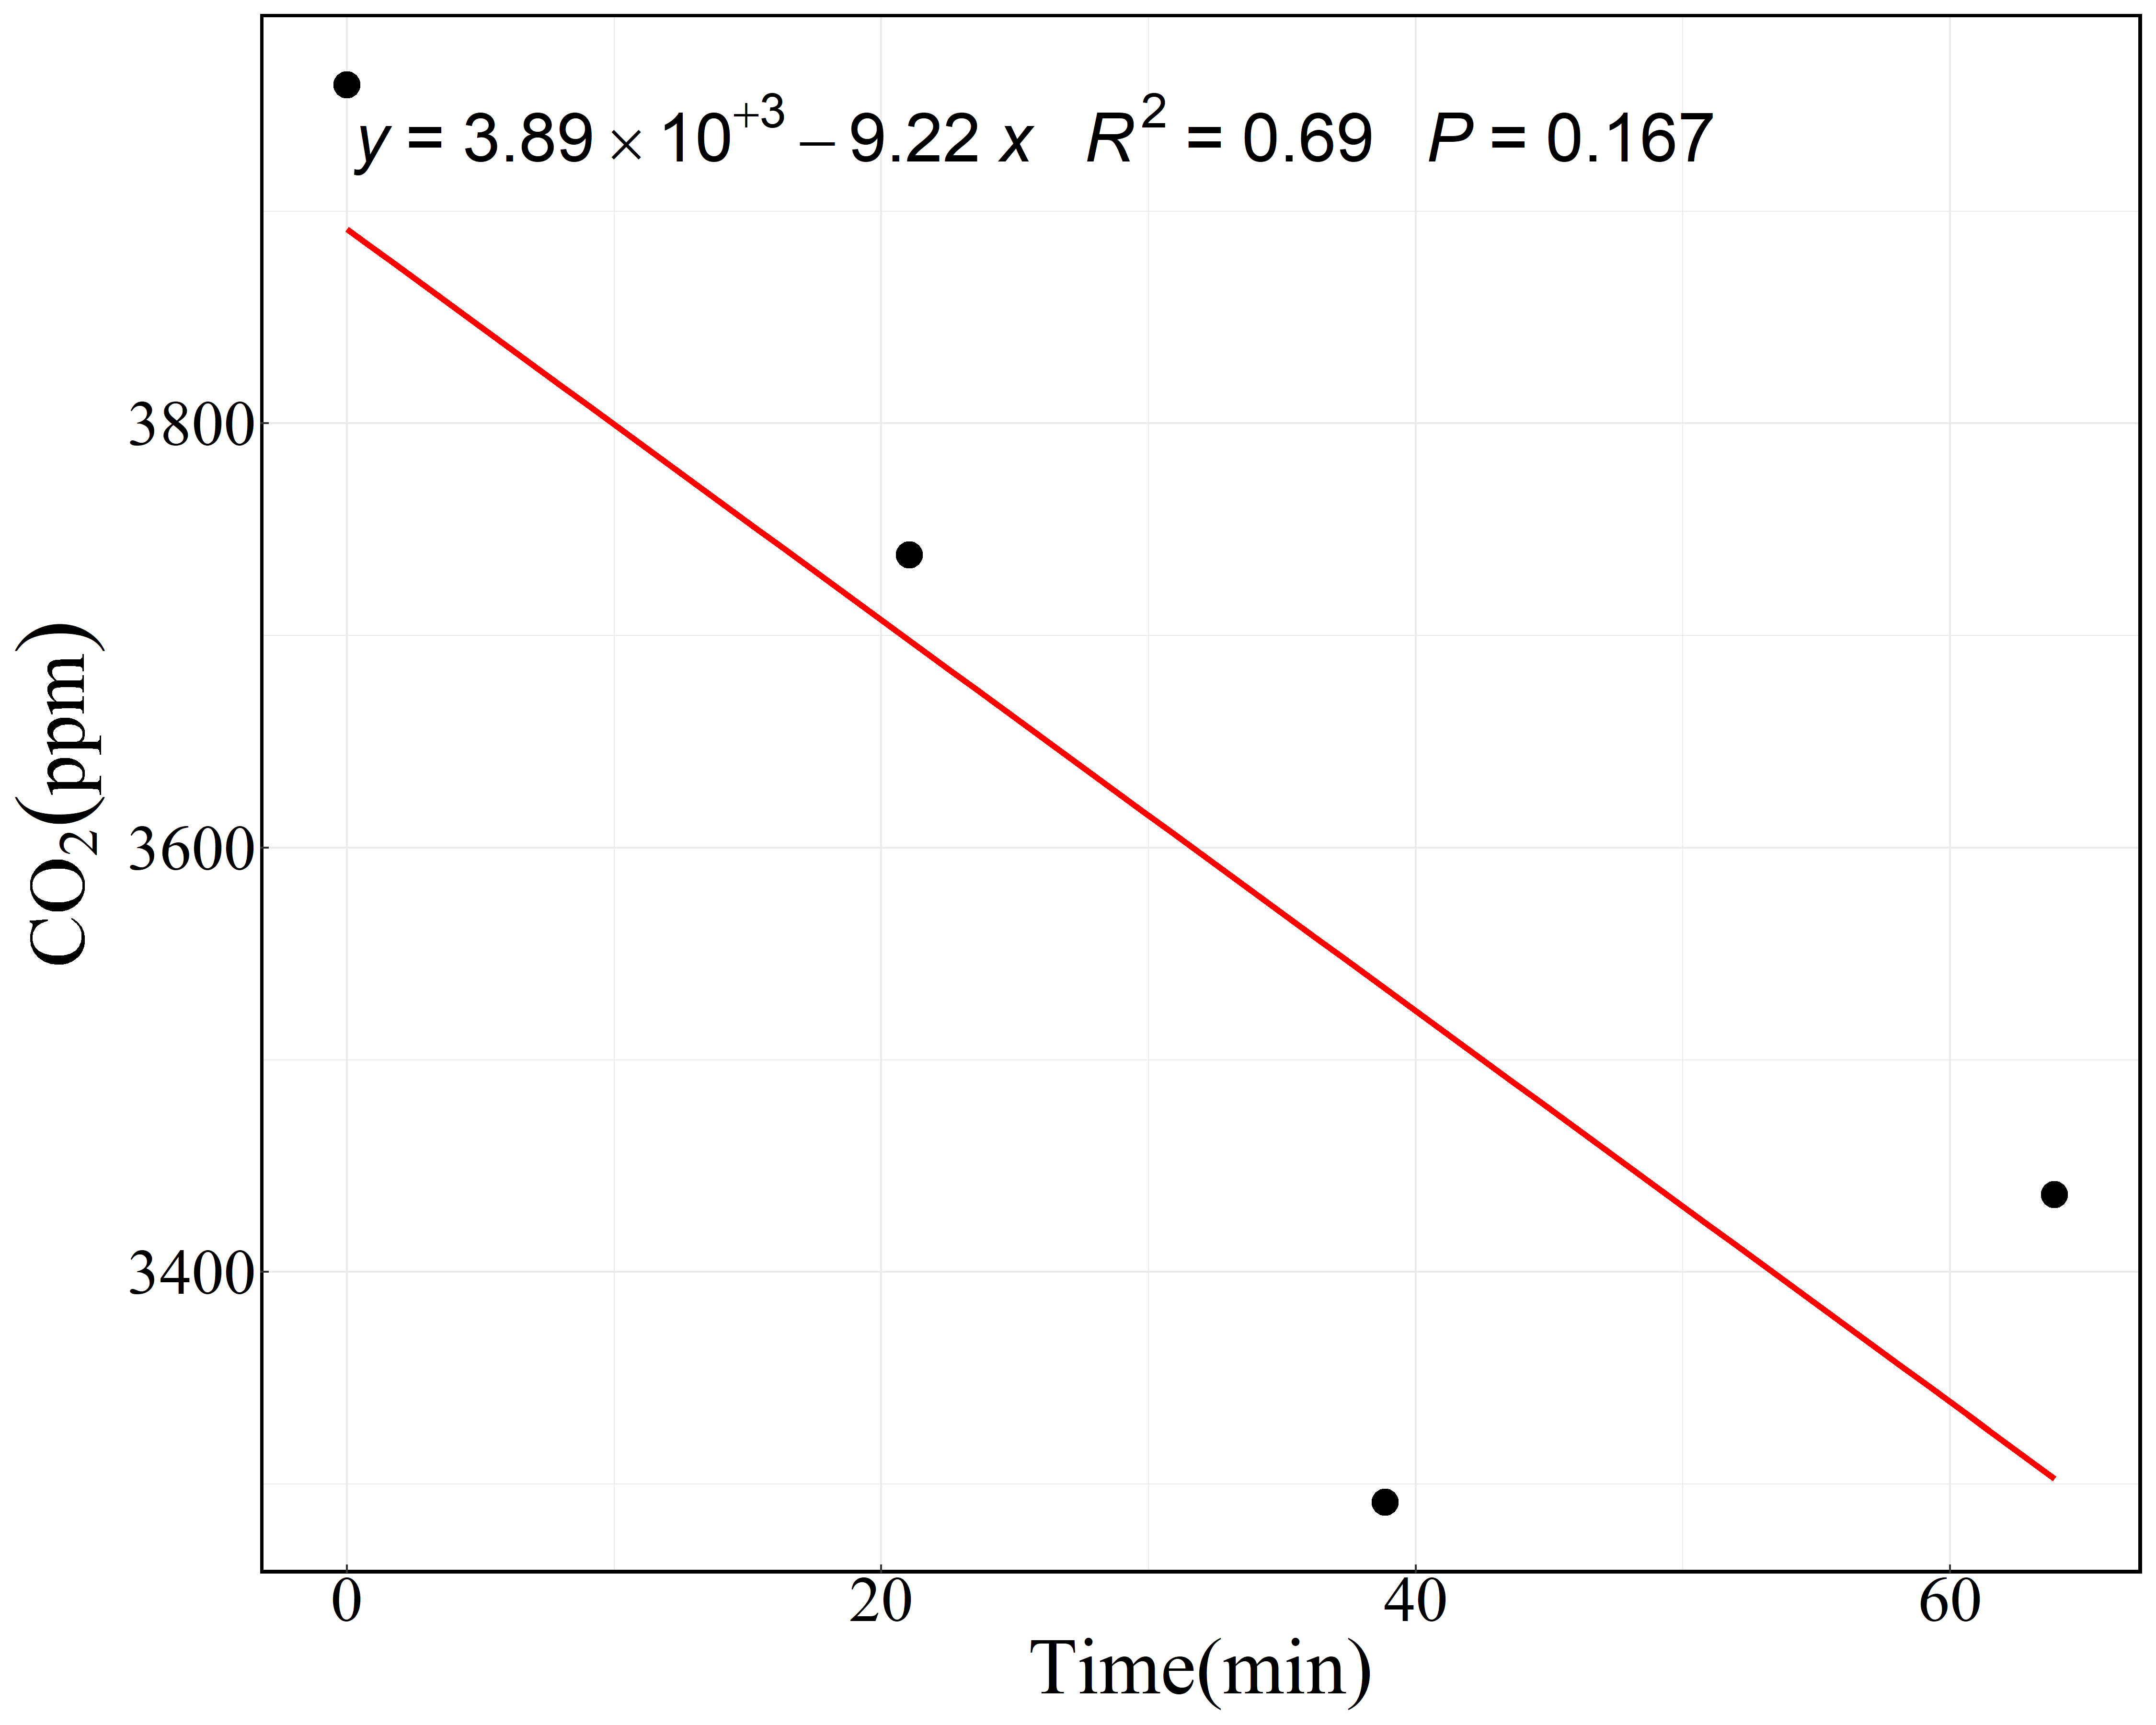 y = 3.89 × 10⁺³ − 9.22 x R² = 0.69 P = 0.167
3800
3600
3400
CO₂(ppm)
0 20 40 60
Time(min)